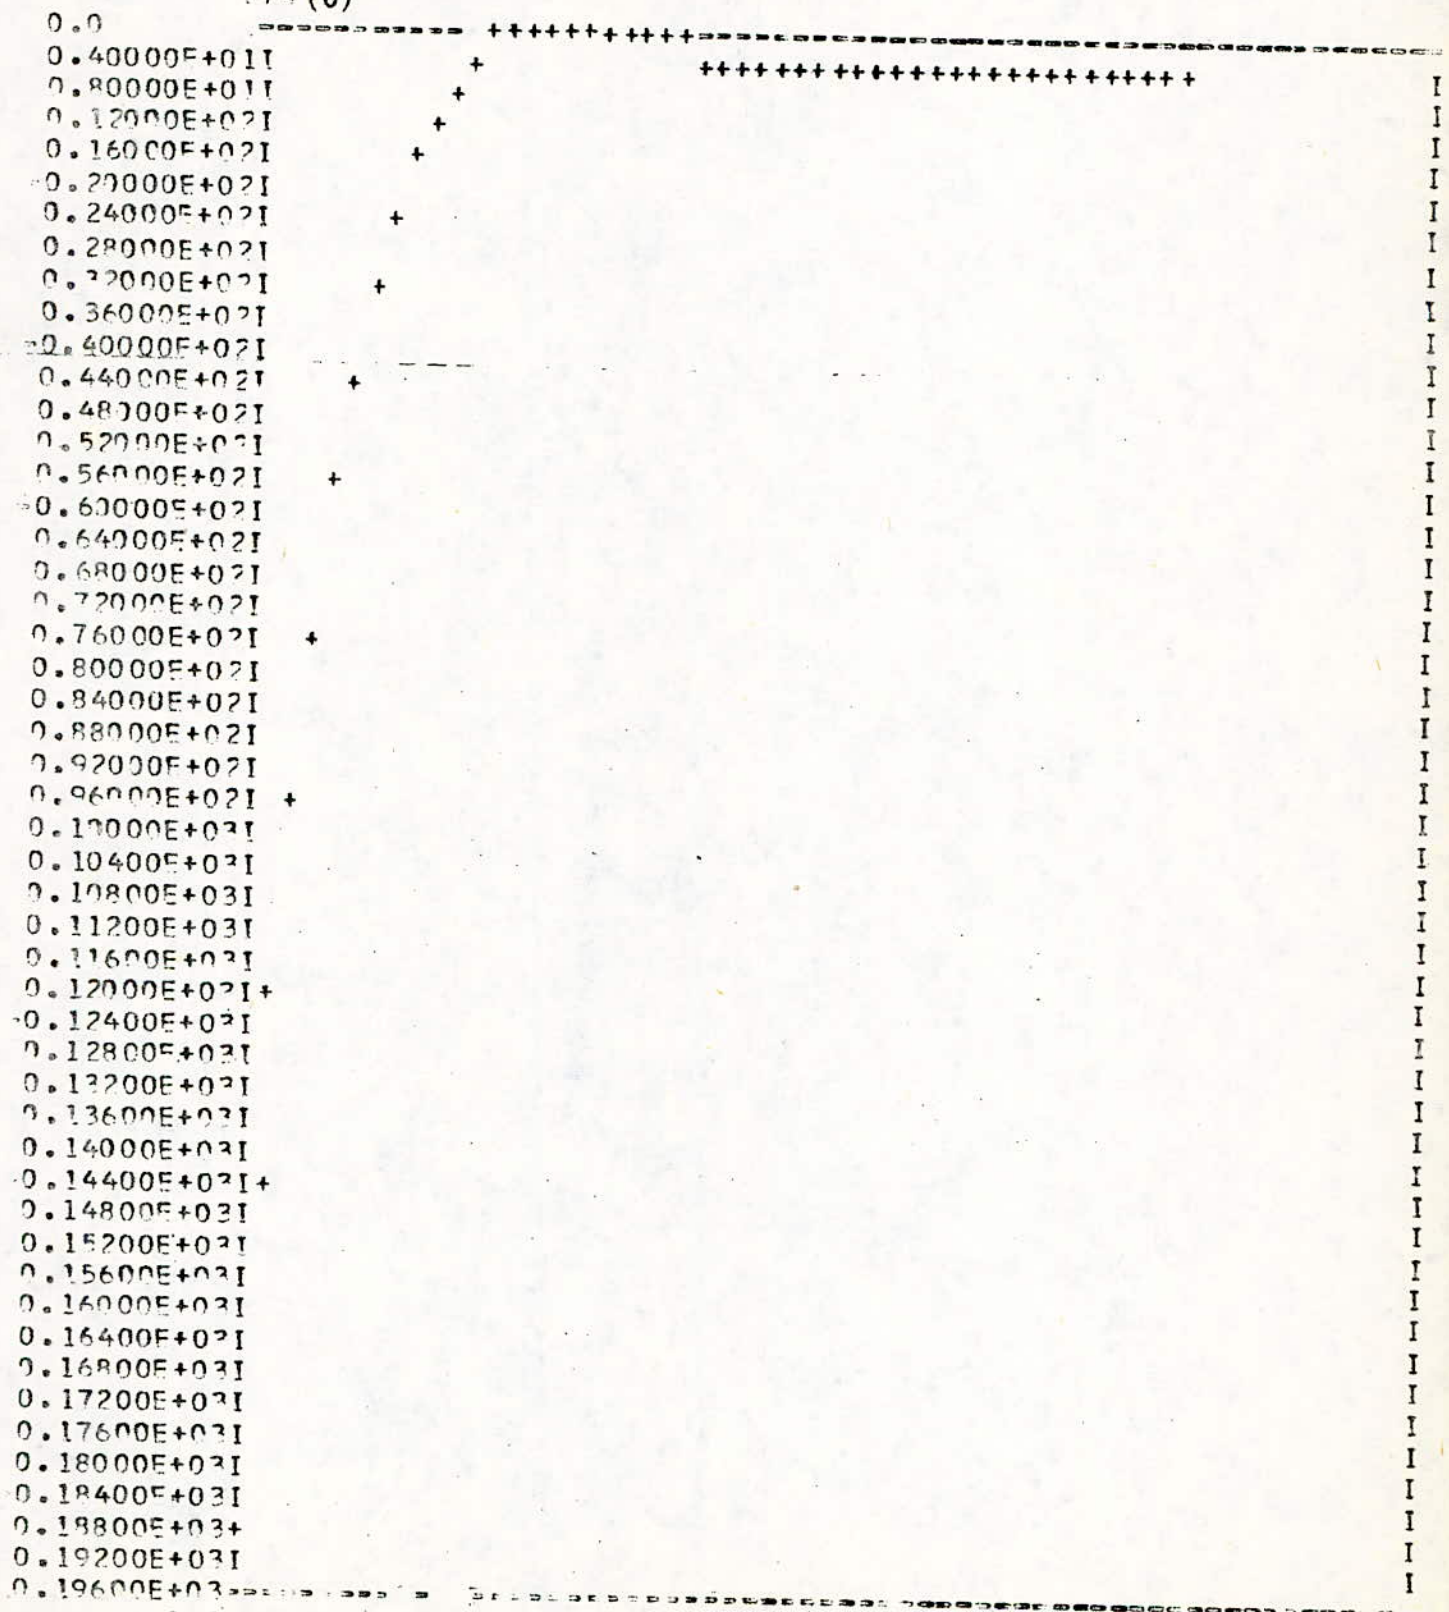 (0)
0.0 ----------- +++++++++++------------------------------------------------
0.40000E+01I + ++++++++++++++++++++++++++ I
0.80000E+01I + I
0.12000E+02I + I
0.16000E+02I + I
0.20000E+02I I
0.24000E+02I + I
0.28000E+02I I
0.32000E+02I + I
0.36000E+02I I
0.40000E+02I I
0.44000E+02I + I
0.48000E+02I I
0.52000E+02I I
0.56000E+02I + I
0.60000E+02I I
0.64000E+02I I
0.68000E+02I I
0.72000E+02I I
0.76000E+02I + I
0.80000E+02I I
0.84000E+02I I
0.88000E+02I I
0.92000E+02I I
0.96000E+02I + I
0.10000E+03I I
0.10400E+03I I
0.10800E+03I I
0.11200E+03I I
0.11600E+03I I
0.12000E+03I+ I
0.12400E+03I I
0.12800E+03I I
0.13200E+03I I
0.13600E+03I I
0.14000E+03I I
0.14400E+03I+ I
0.14800E+03I I
0.15200E+03I I
0.15600E+03I I
0.16000E+03I I
0.16400E+03I I
0.16800E+03I I
0.17200E+03I I
0.17600E+03I I
0.18000E+03I I
0.18400E+03I I
0.18800E+03+ I
0.19200E+03I I
0.19600E+03------------------------------------------------------------ I